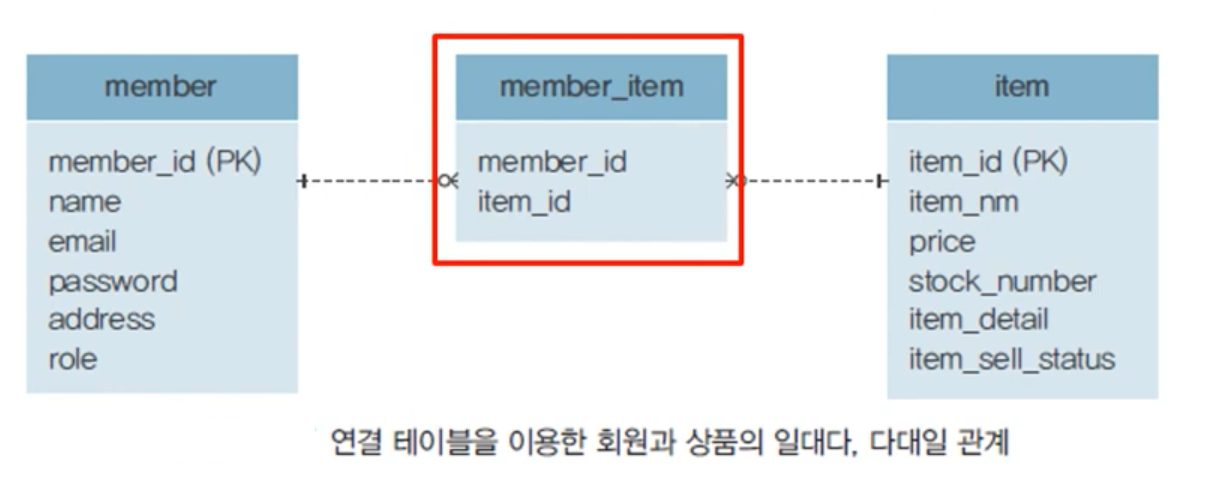 member
member_id (PK)
name
email
password
address
role
member_item
member_id
item_id
item
item_id (PK)
item_nm
price
stock_number
item_detail
item_sell_status
연결 테이블을 이용한 회원과 상품의 일대다, 다대일 관계